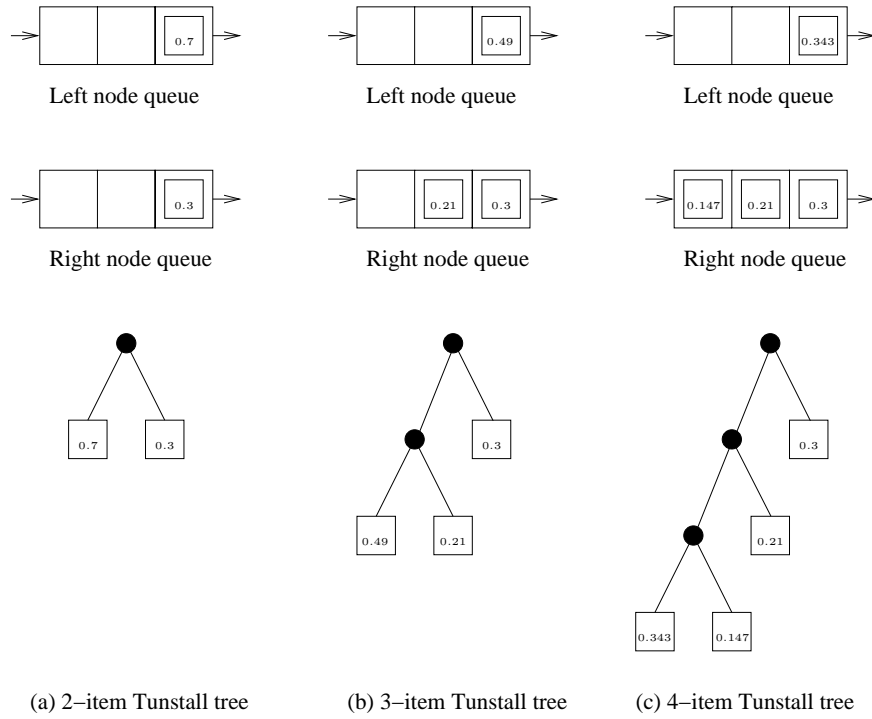 0.7 0.49 0.343
Left node queue Left node queue Left node queue
0.3 0.21 0.3 0.147 0.21 0.3
Right node queue Right node queue Right node queue
0.7 0.3 0.3 0.3
0.49 0.21 0.21
0.343 0.147
(a) 2−item Tunstall tree (b) 3−item Tunstall tree (c) 4−item Tunstall tree